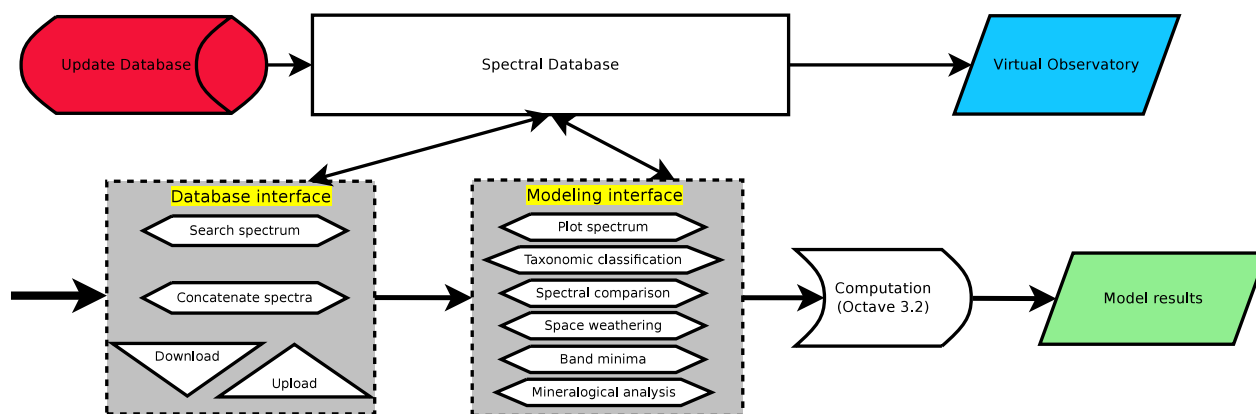 Update Database
Spectral Database
Virtual Observatory
Database interface
Search spectrum
Concatenate spectra
Download
Upload
Modeling interface
Plot spectrum
Taxonomic classification
Spectral comparison
Space weathering
Band minima
Mineralogical analysis
Computation
(Octave 3.2)
Model results